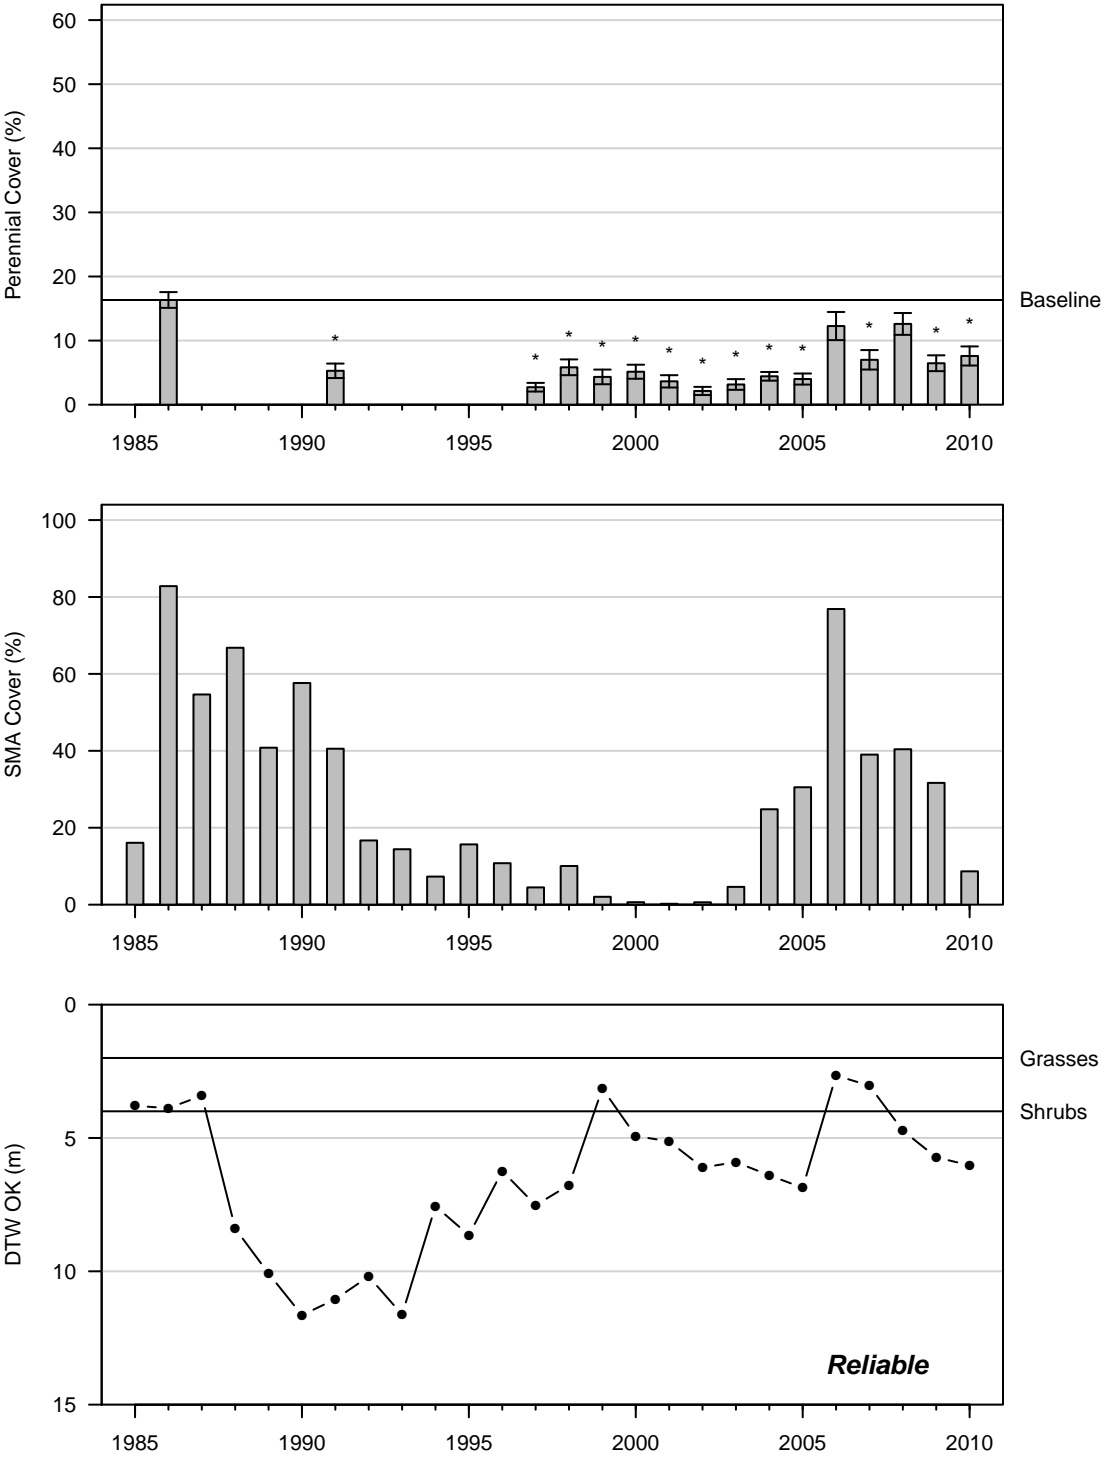 60
50
40
30
20
10
0
Perennial Cover (%)
Baseline
* * * * * * * * * * * * *
1985 1990 1995 2000 2005 2010
100
80
60
40
20
0
SMA Cover (%)
1985 1990 1995 2000 2005 2010
0
5
10
15
DTW OK (m)
Grasses
Shrubs
Reliable
1985 1990 1995 2000 2005 2010